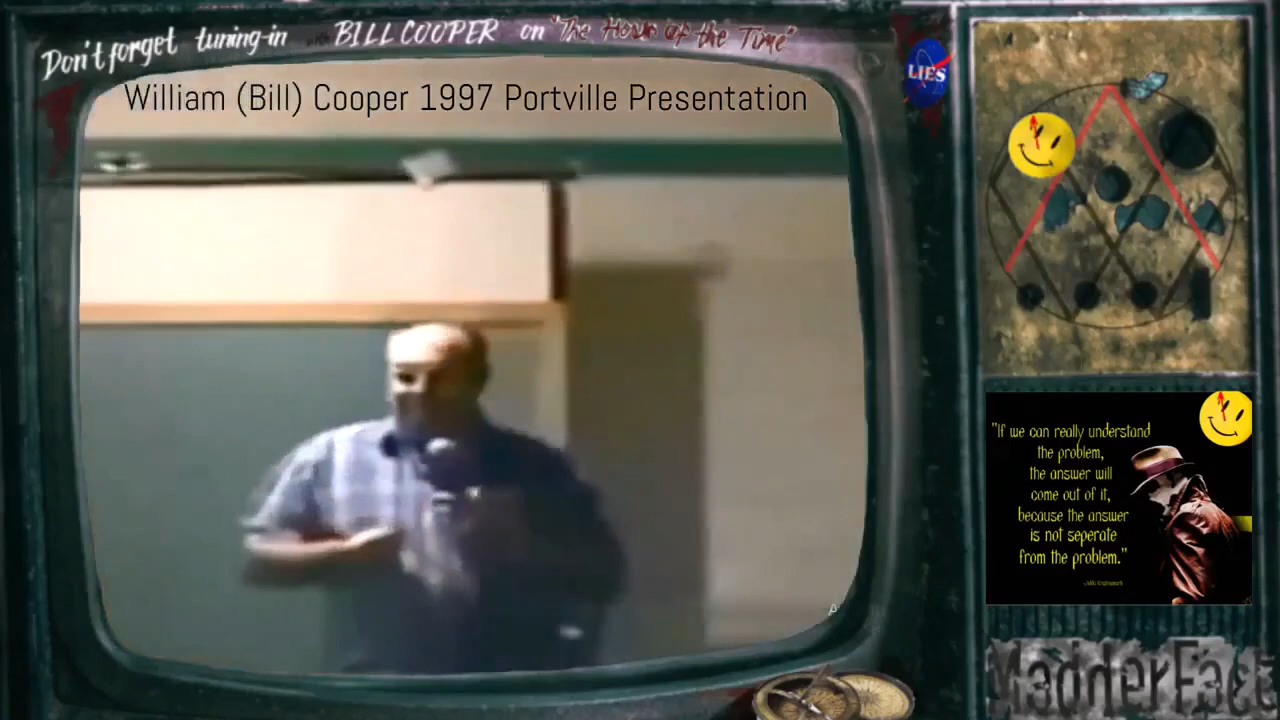 Don't forget tuning-in with BILL COOPER on "The Hour of the Time"
William (Bill) Cooper 1997 Portville Presentation
LIES
"If we can really understand
the problem,
the answer will
come out of it,
because the answer
is not seperate
from the problem."
MadderFact